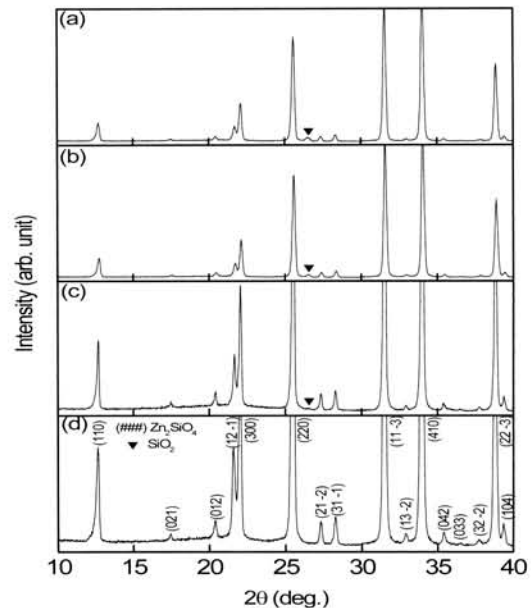 (a)
(b)
(c)
(d)
Intensity (arb. unit)
(110)
(###) Zn2SiO4
▼ SiO2
(021)
(012)
(12 -1)
(300)
(220)
(21 -2)
(31 -1)
(11 -3)
(13 -2)
(410)
(042)
(033)
(32 -2)
(22 -3)
(104)
10 15 20 25 30 35 40
2θ (deg.)